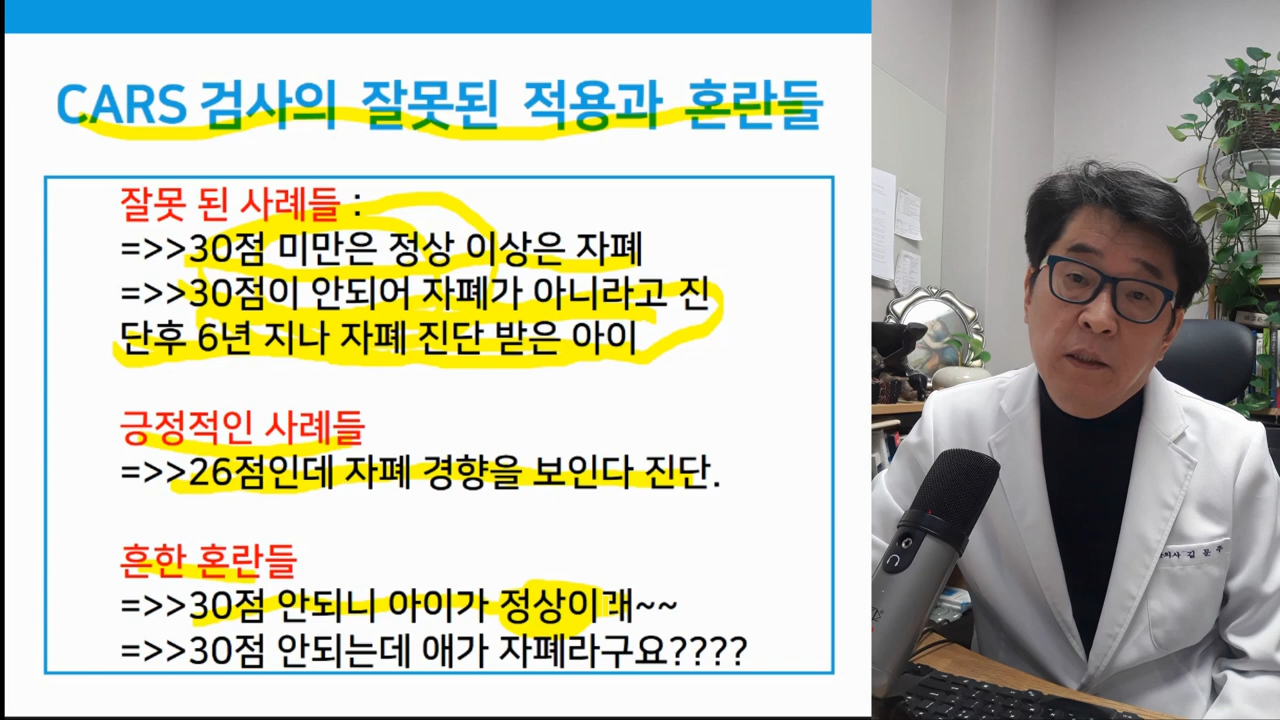 CARS 검사의 잘못된 적용과 혼란들
잘못 된 사례들 :
=>>30점 미만은 정상 이상은 자폐
=>>30점이 안되어 자폐가 아니라고 진
단후 6년 지나 자폐 진단 받은 아이
긍정적인 사례들
=>>26점인데 자폐 경향을 보인다 진단.
흔한 혼란들
=>>30점 안되니 아이가 정상이래~~
=>>30점 안되는데 애가 자폐라구요????
의사 김 문 주